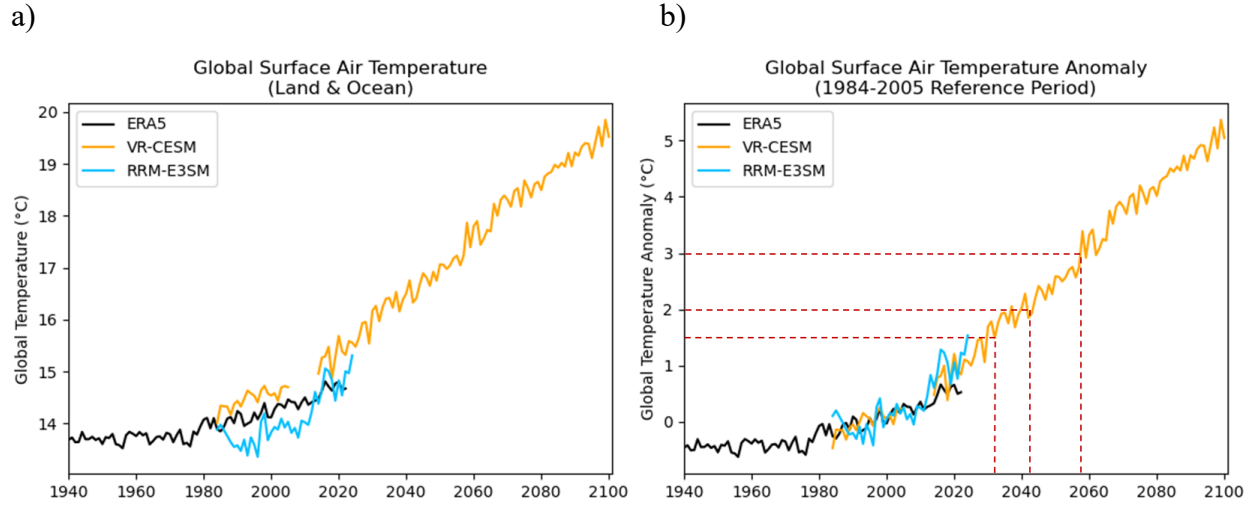 a)
Global Surface Air Temperature
(Land & Ocean)
Global Temperature (°C)
20
19
18
17
16
15
14
ERA5
VR-CESM
RRM-E3SM
1940 1960 1980 2000 2020 2040 2060 2080 2100
b)
Global Surface Air Temperature Anomaly
(1984-2005 Reference Period)
Global Temperature Anomaly (°C)
5
4
3
2
1
0
ERA5
VR-CESM
RRM-E3SM
1940 1960 1980 2000 2020 2040 2060 2080 2100